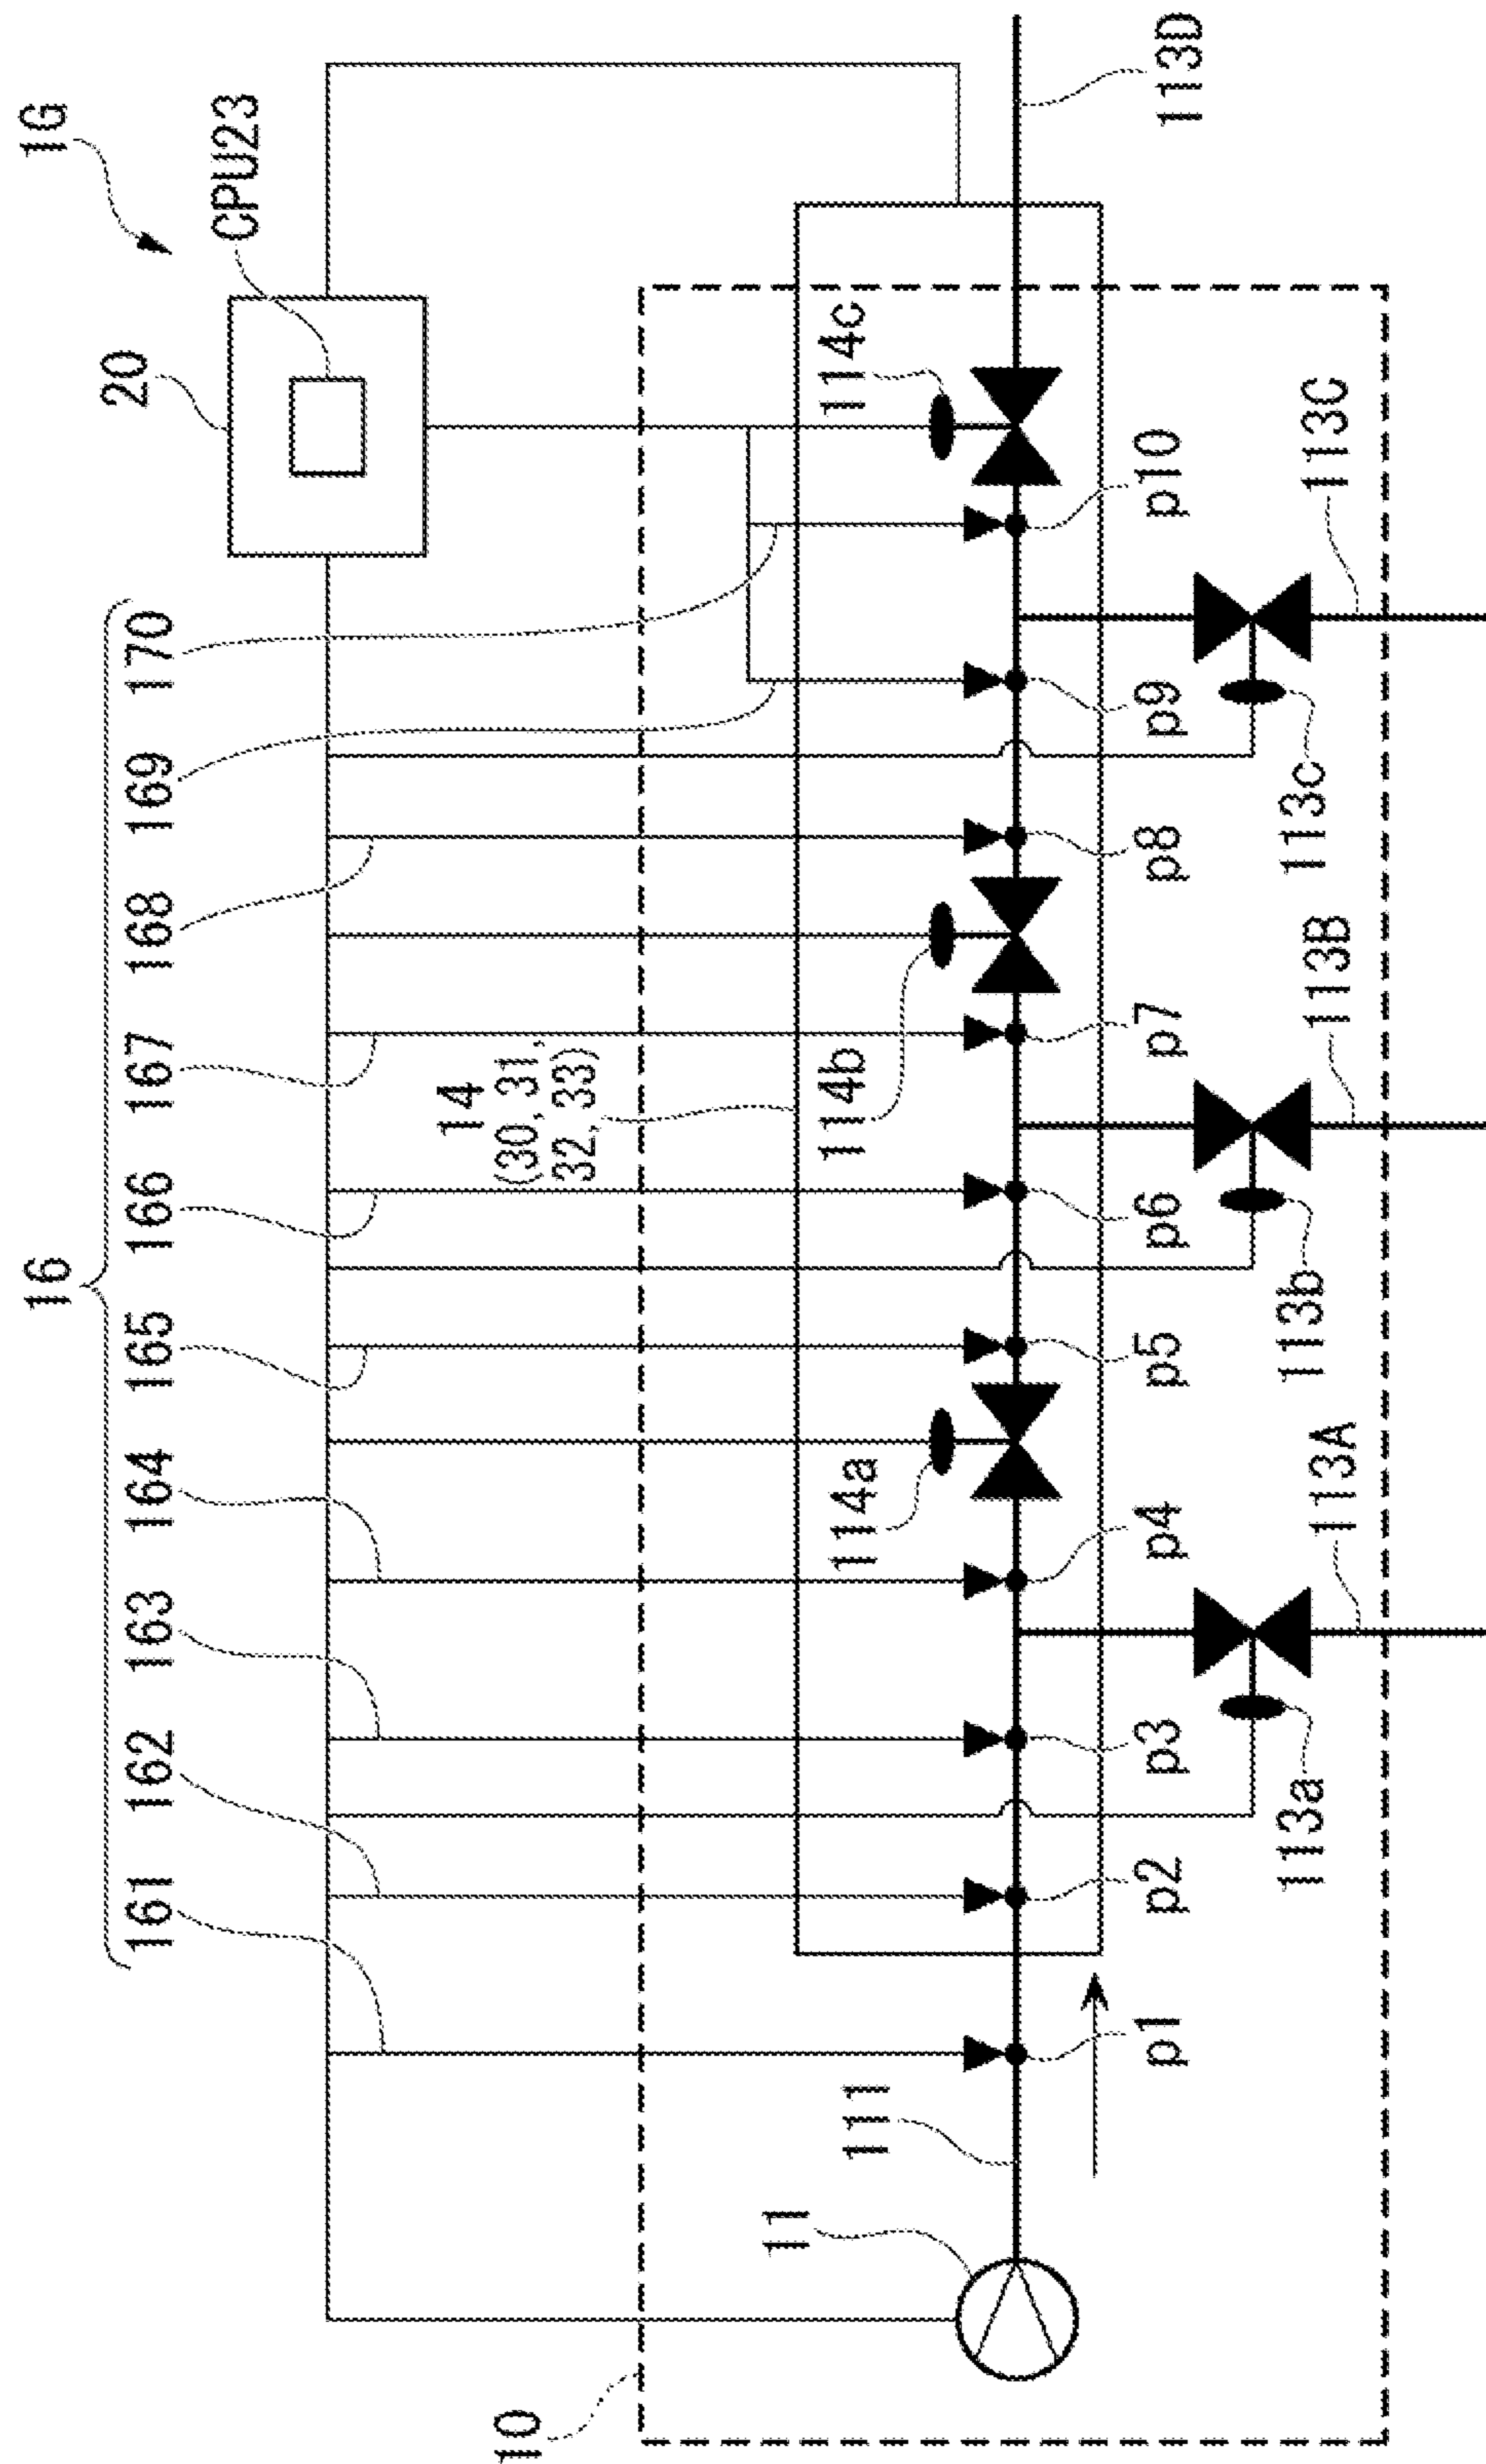 1G
16
20
CPU23
161
162
163
164
165
166
167
168
169
170
10
11
111
14
(30, 31,
32, 33)
114a
114b
114c
p1
p2
p3
p4
p5
p6
p7
p8
p9
p10
113a
113A
113b
113B
113c
113C
113D